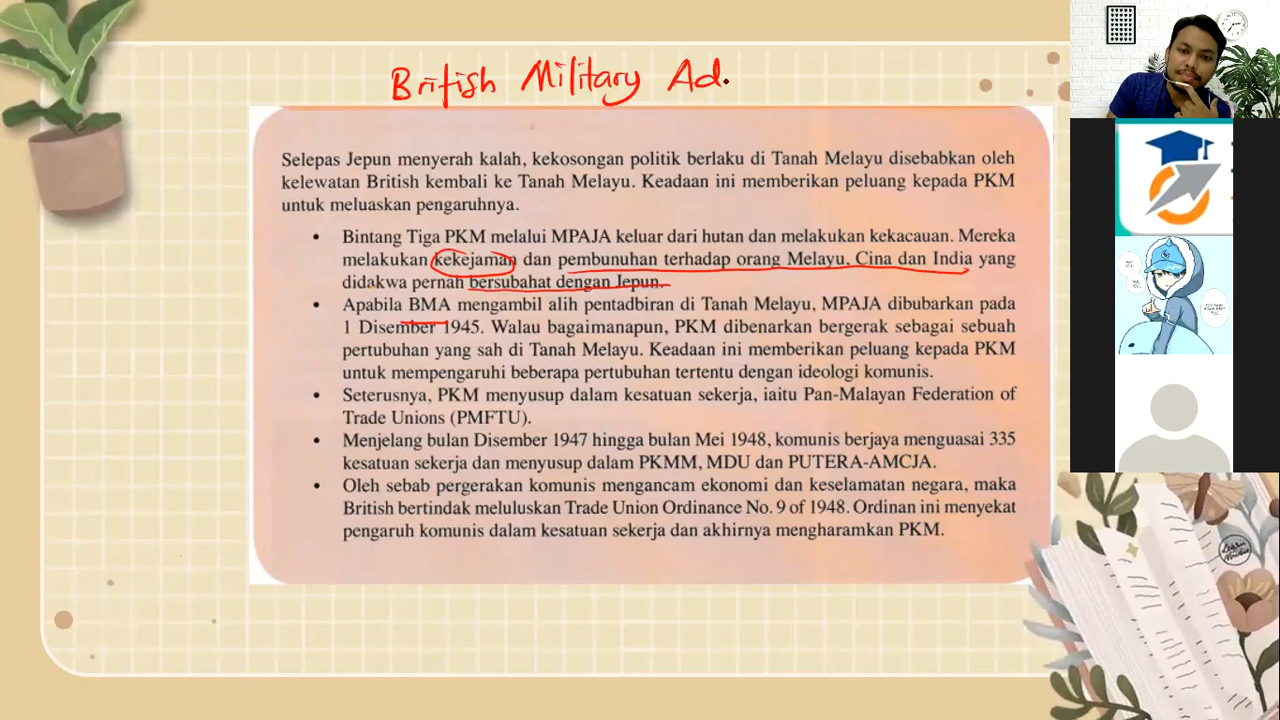 British Military Ad
Selepas Jepun menyerah kalah, kekosongan politik berlaku di Tanah Melayu disebabkan oleh
kelewatan British kembali ke Tanah Melayu. Keadaan ini memberikan peluang kepada PKM
untuk meluaskan pengaruhnya.
• Bintang Tiga PKM melalui MPAJA keluar dari hutan dan melakukan kekacauan. Mereka
melakukan kekejaman dan pembunuhan terhadap orang Melayu, Cina dan India yang
didakwa pernah bersubahat dengan Jepun.
• Apabila BMA mengambil alih pentadbiran di Tanah Melayu, MPAJA dibubarkan pada
1 Disember 1945. Walau bagaimanapun, PKM dibenarkan bergerak sebagai sebuah
pertubuhan yang sah di Tanah Melayu. Keadaan ini memberikan peluang kepada PKM
untuk mempengaruhi beberapa pertubuhan tertentu dengan ideologi komunis.
• Seterusnya, PKM menyusup dalam kesatuan sekerja, iaitu Pan-Malayan Federation of
Trade Unions (PMFTU).
• Menjelang bulan Disember 1947 hingga bulan Mei 1948, komunis berjaya menguasai 335
kesatuan sekerja dan menyusup dalam PKMM, MDU dan PUTERA-AMCJA.
• Oleh sebab pergerakan komunis mengancam ekonomi dan keselamatan negara, maka
British bertindak meluluskan Trade Union Ordinance No. 9 of 1948. Ordinan ini menyekat
pengaruh komunis dalam kesatuan sekerja dan akhirnya mengharamkan PKM.